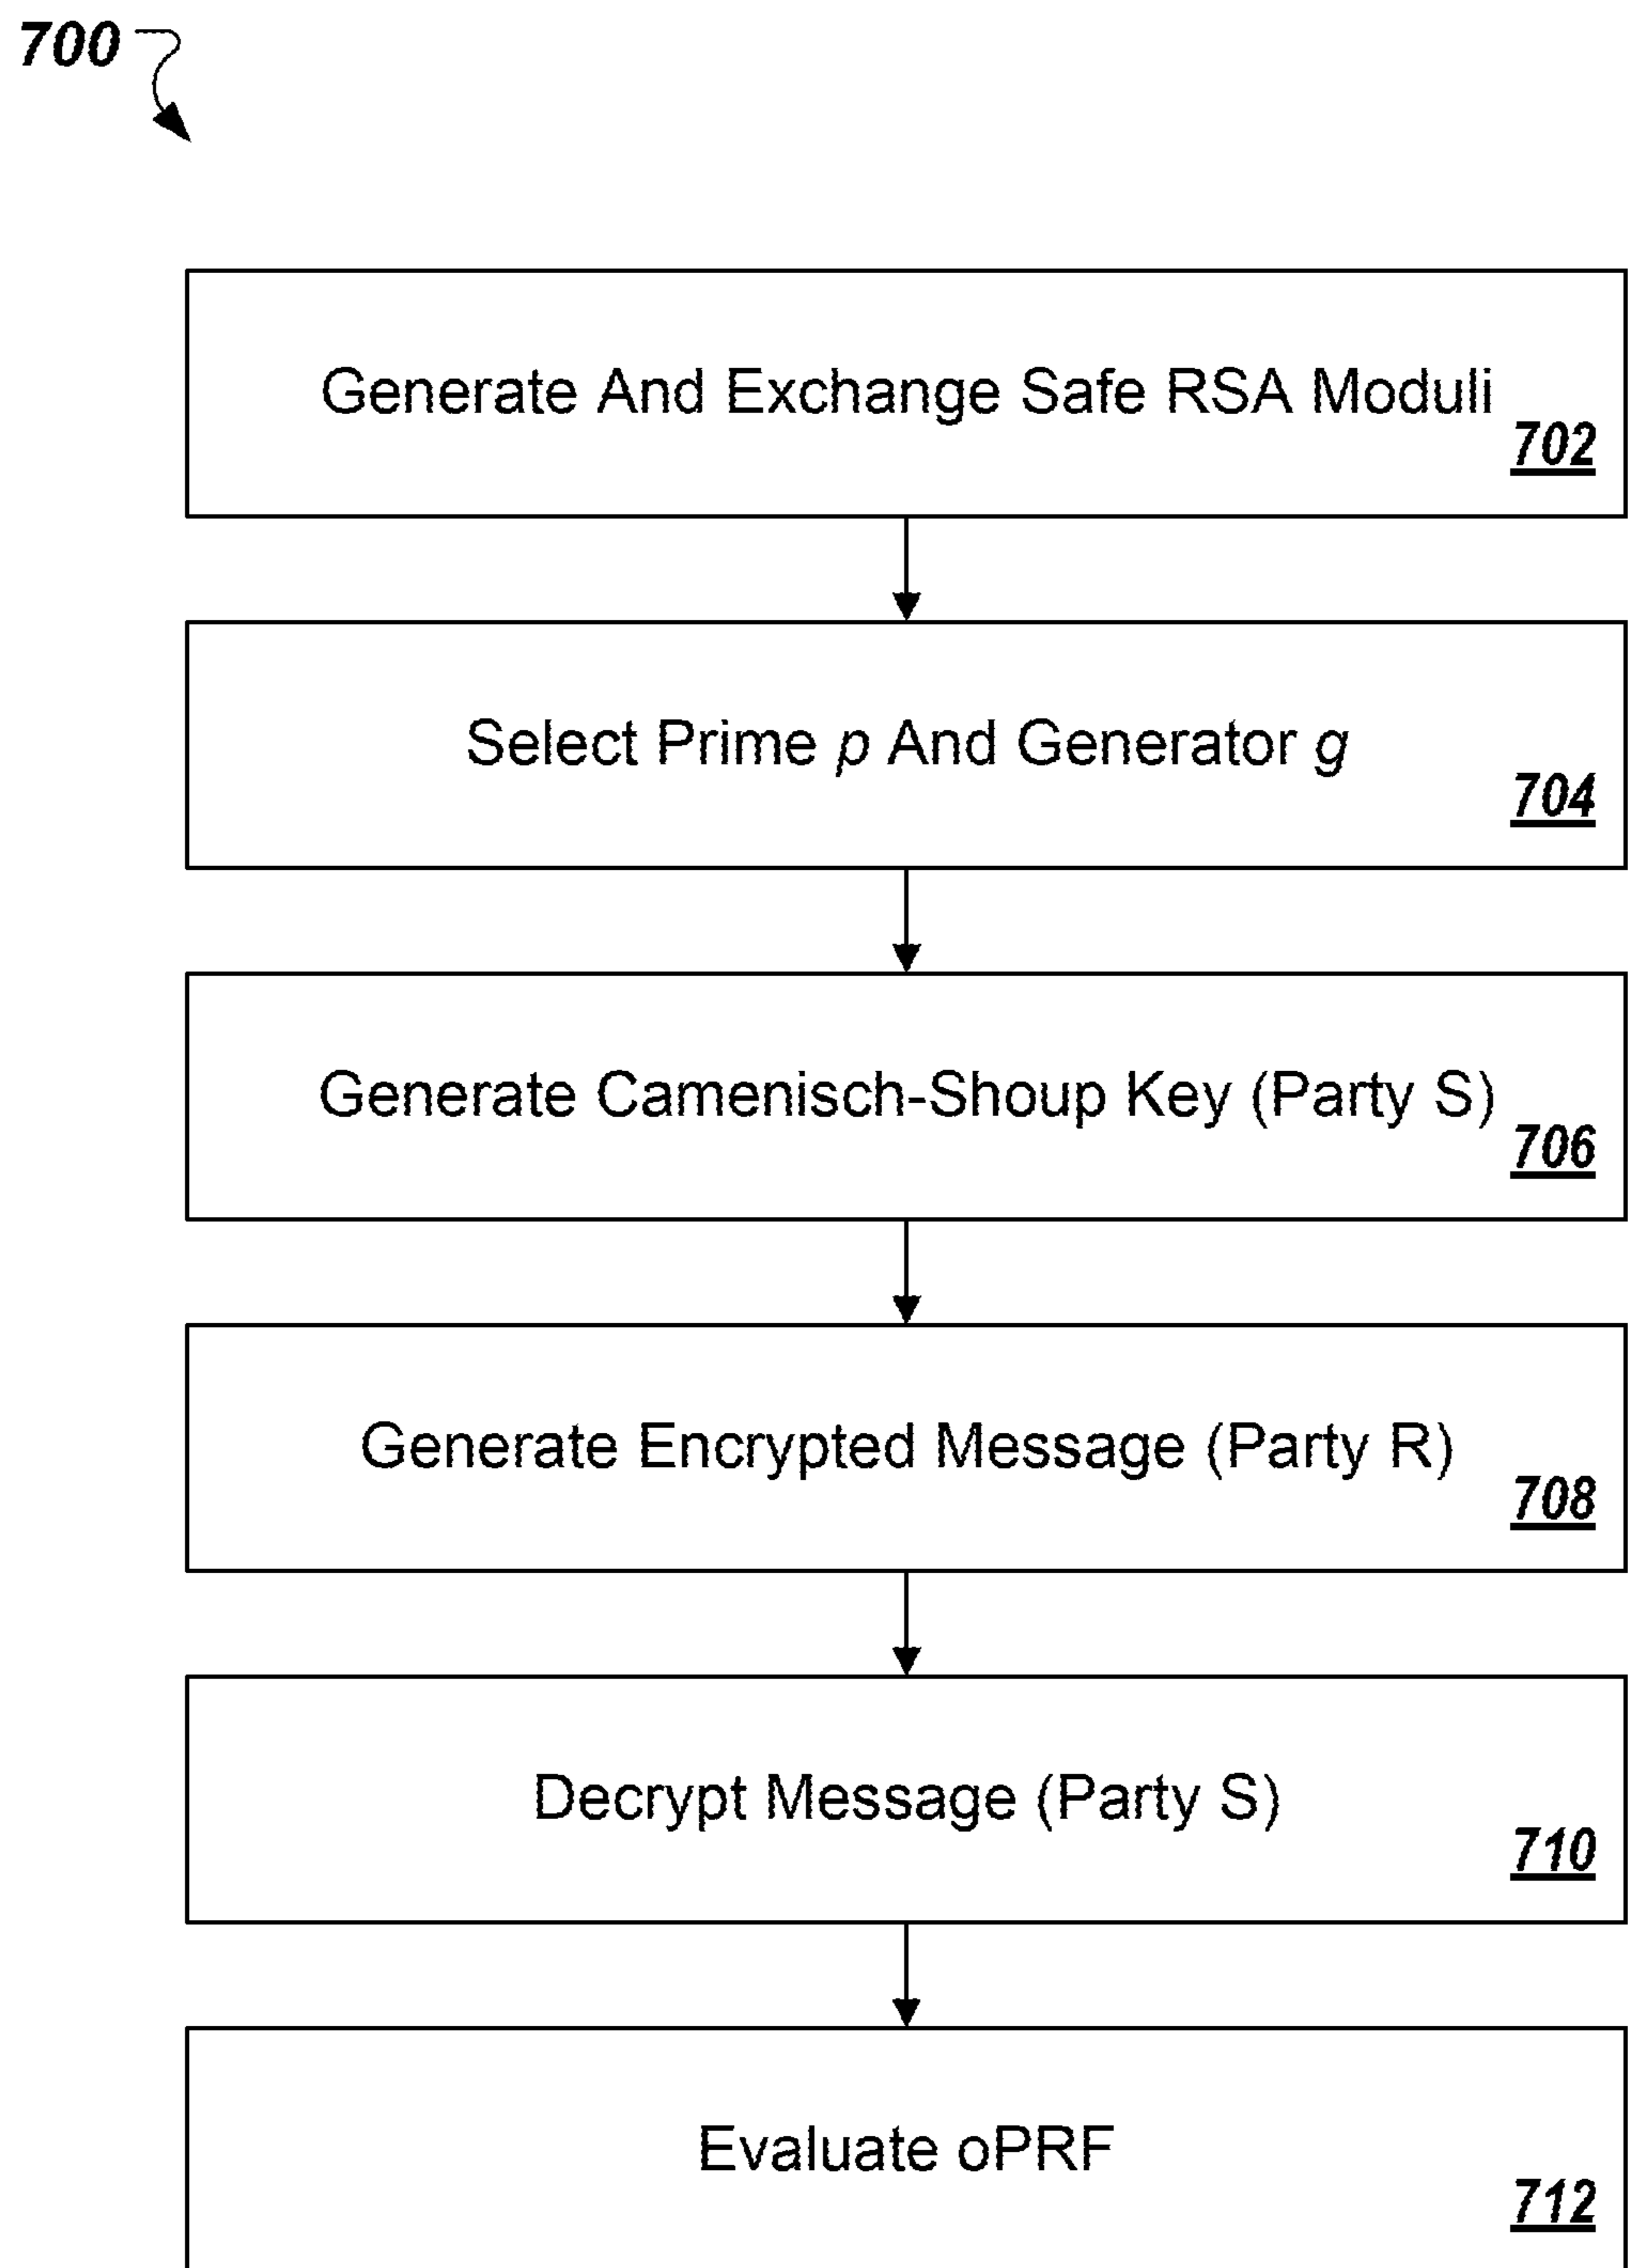 700
Generate And Exchange Safe RSA Moduli
702
Select Prime p And Generator g
704
Generate Camenisch-Shoup Key (Party S)
706
Generate Encrypted Message (Party R)
708
Decrypt Message (Party S)
710
Evaluate oPRF
712